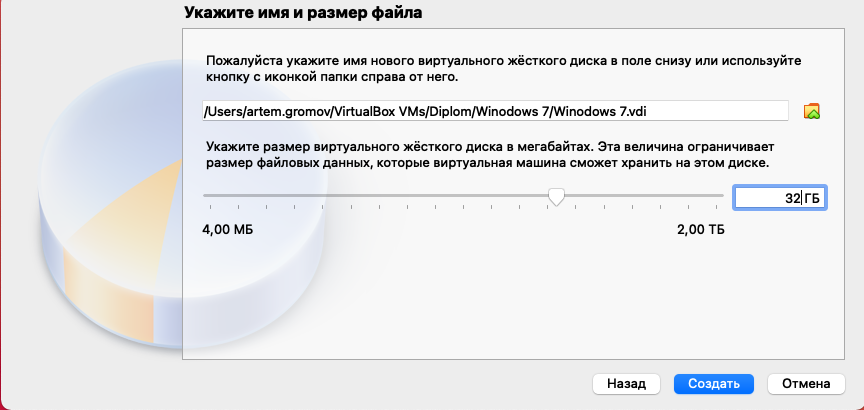 Укажите имя и размер файла
Пожалуйста укажите имя нового виртуального жёсткого диска в поле снизу или используйте
кнопку с иконкой папки справа от него.
/Users/artem.gromov/VirtualBox VMs/Diplom/Winodows 7/Winodows 7.vdi
Укажите размер виртуального жёсткого диска в мегабайтах. Эта величина ограничивает
размер файловых данных, которые виртуальная машина сможет хранить на этом диске.
32 ГБ
4,00 МБ 2,00 ТБ
Назад Создать Отмена